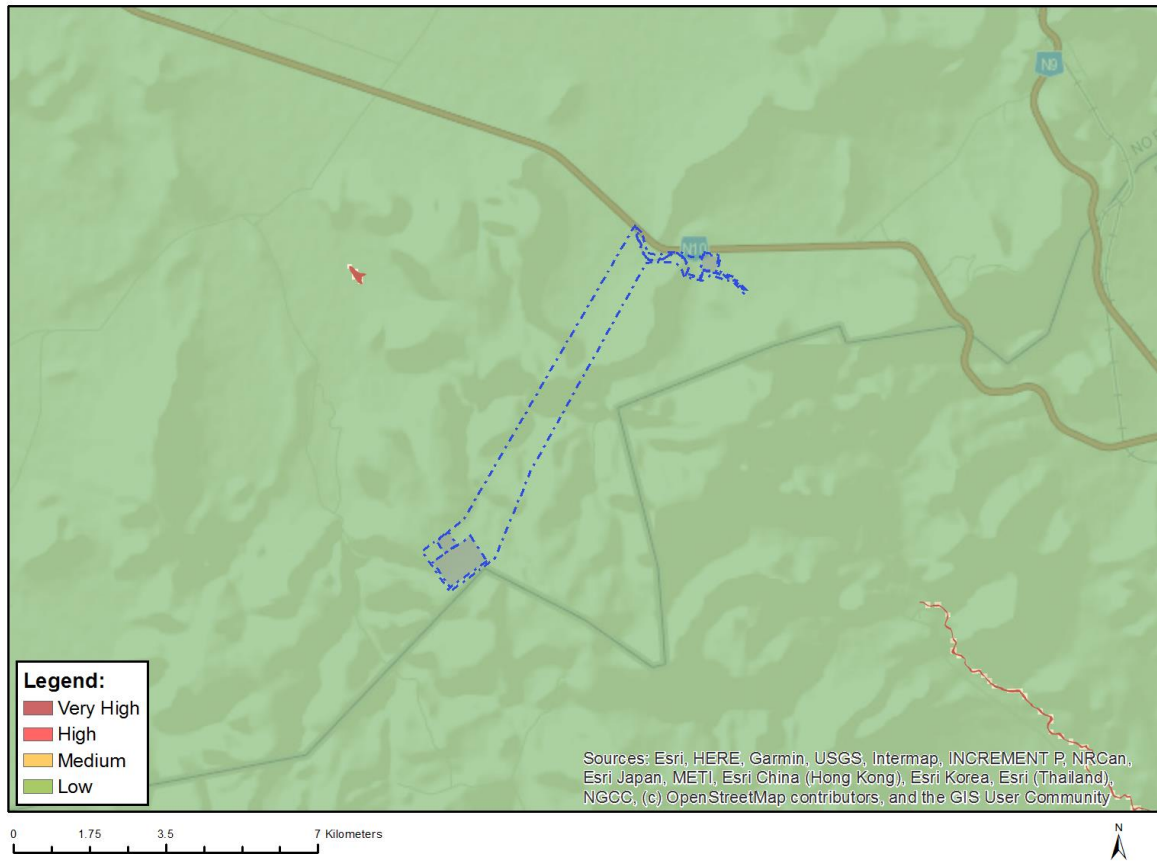 N9
NO
N10
Legend:
Very High
High
Medium
Low
Sources: Esri, HERE, Garmin, USGS, Intermap, INCREMENT P, NRCan,
Esri Japan, METI, Esri China (Hong Kong), Esri Korea, Esri (Thailand),
NGCC, (c) OpenStreetMap contributors, and the GIS User Community
0 1.75 3.5 7 Kilometers
N